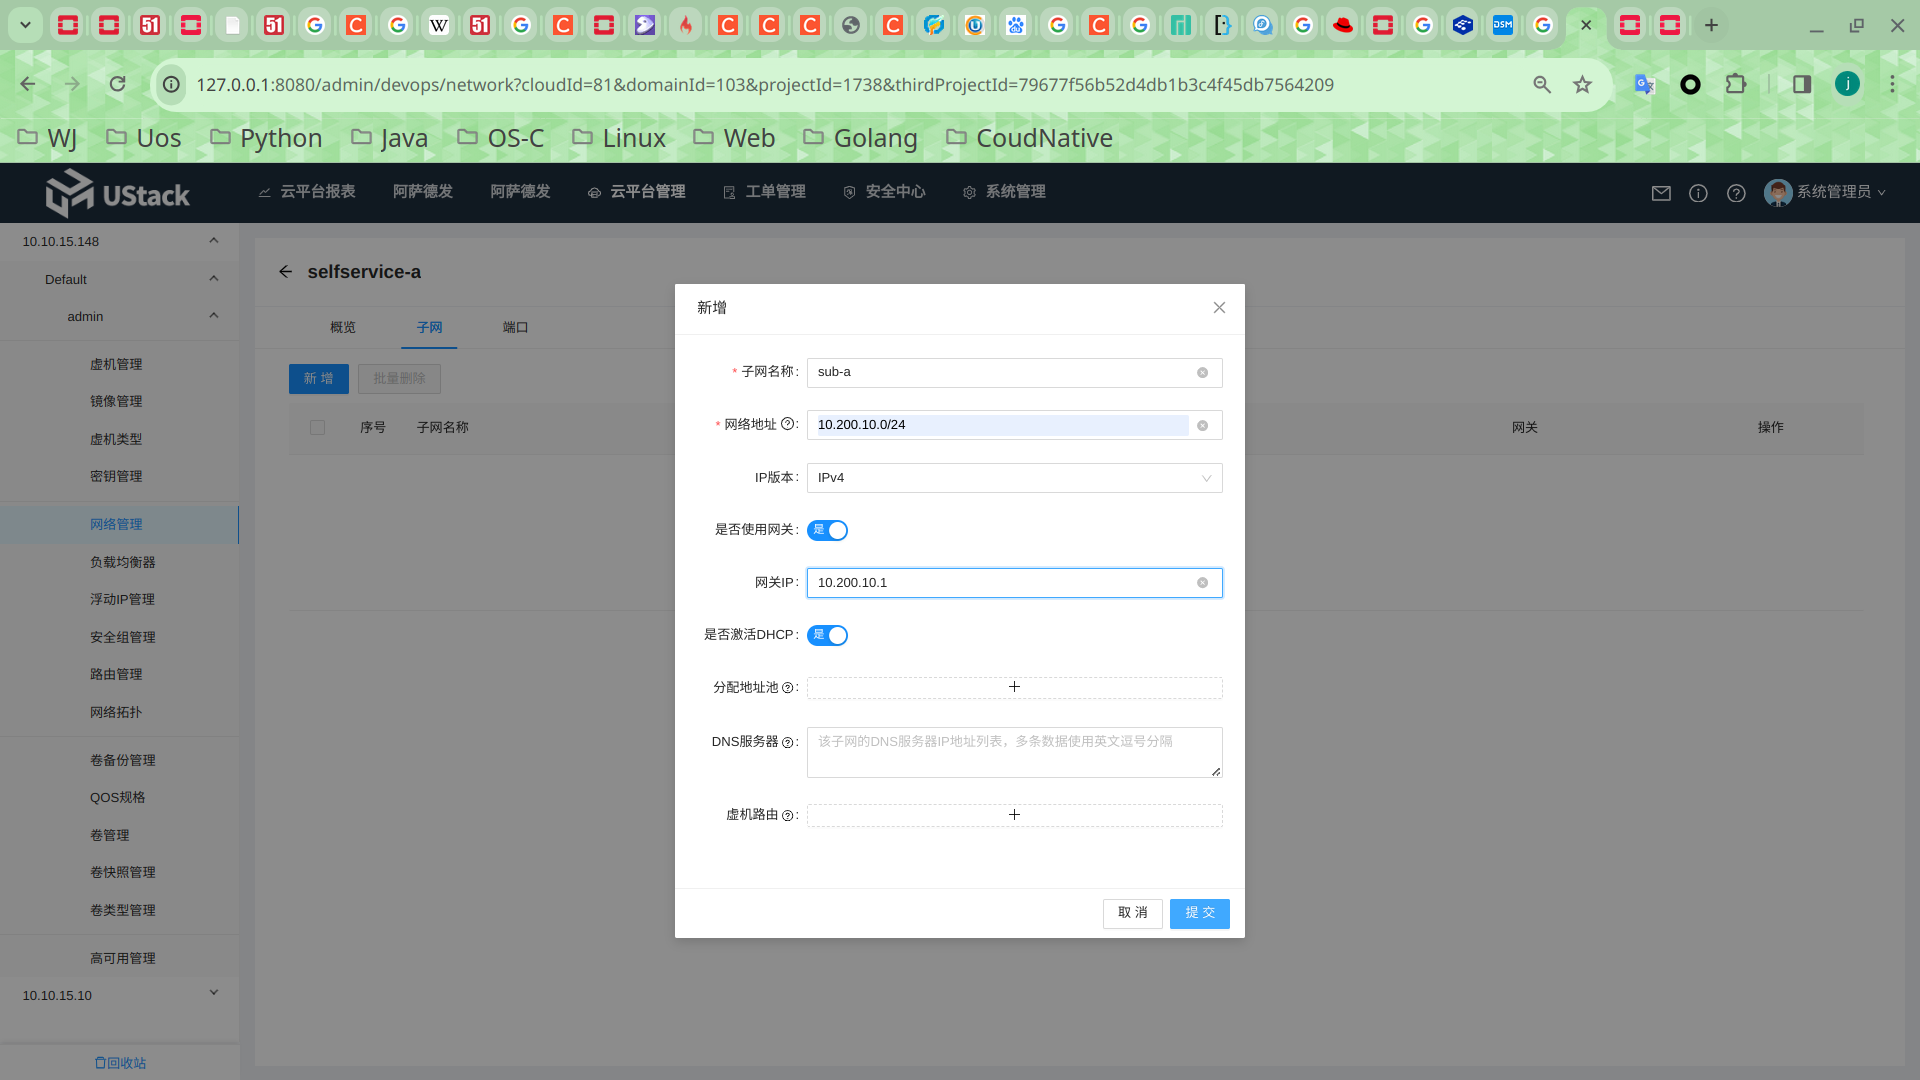 127.0.0.1:8080/admin/devops/network?cloudId=81&domainId=103&projectId=1738&thirdProjectId=79677f56b52d4db1b3c4f45db7564209
WJ Uos Python Java OS-C Linux Web Golang CoudNative
UStack 云平台报表 阿萨德发 阿萨德发 云平台管理 工单管理 安全中心 系统管理 系统管理员
10.10.15.148
Default
admin
虚机管理
镜像管理
虚机类型
密钥管理
网络管理
负载均衡器
浮动IP管理
安全组管理
路由管理
网络拓扑
卷备份管理
QOS规格
卷管理
卷快照管理
卷类型管理
高可用管理
10.10.15.10
回收站
selfservice-a
概览 子网 端口
新 增 批量删除
序号 子网名称 网关 操作
新增
* 子网名称: sub-a
* 网络地址: 10.200.10.0/24
IP版本: IPv4
是否使用网关: 是
网关IP: 10.200.10.1
是否激活DHCP: 是
分配地址池:
DNS服务器: 该子网的DNS服务器IP地址列表，多条数据使用英文逗号分隔
虚机路由:
取 消 提 交